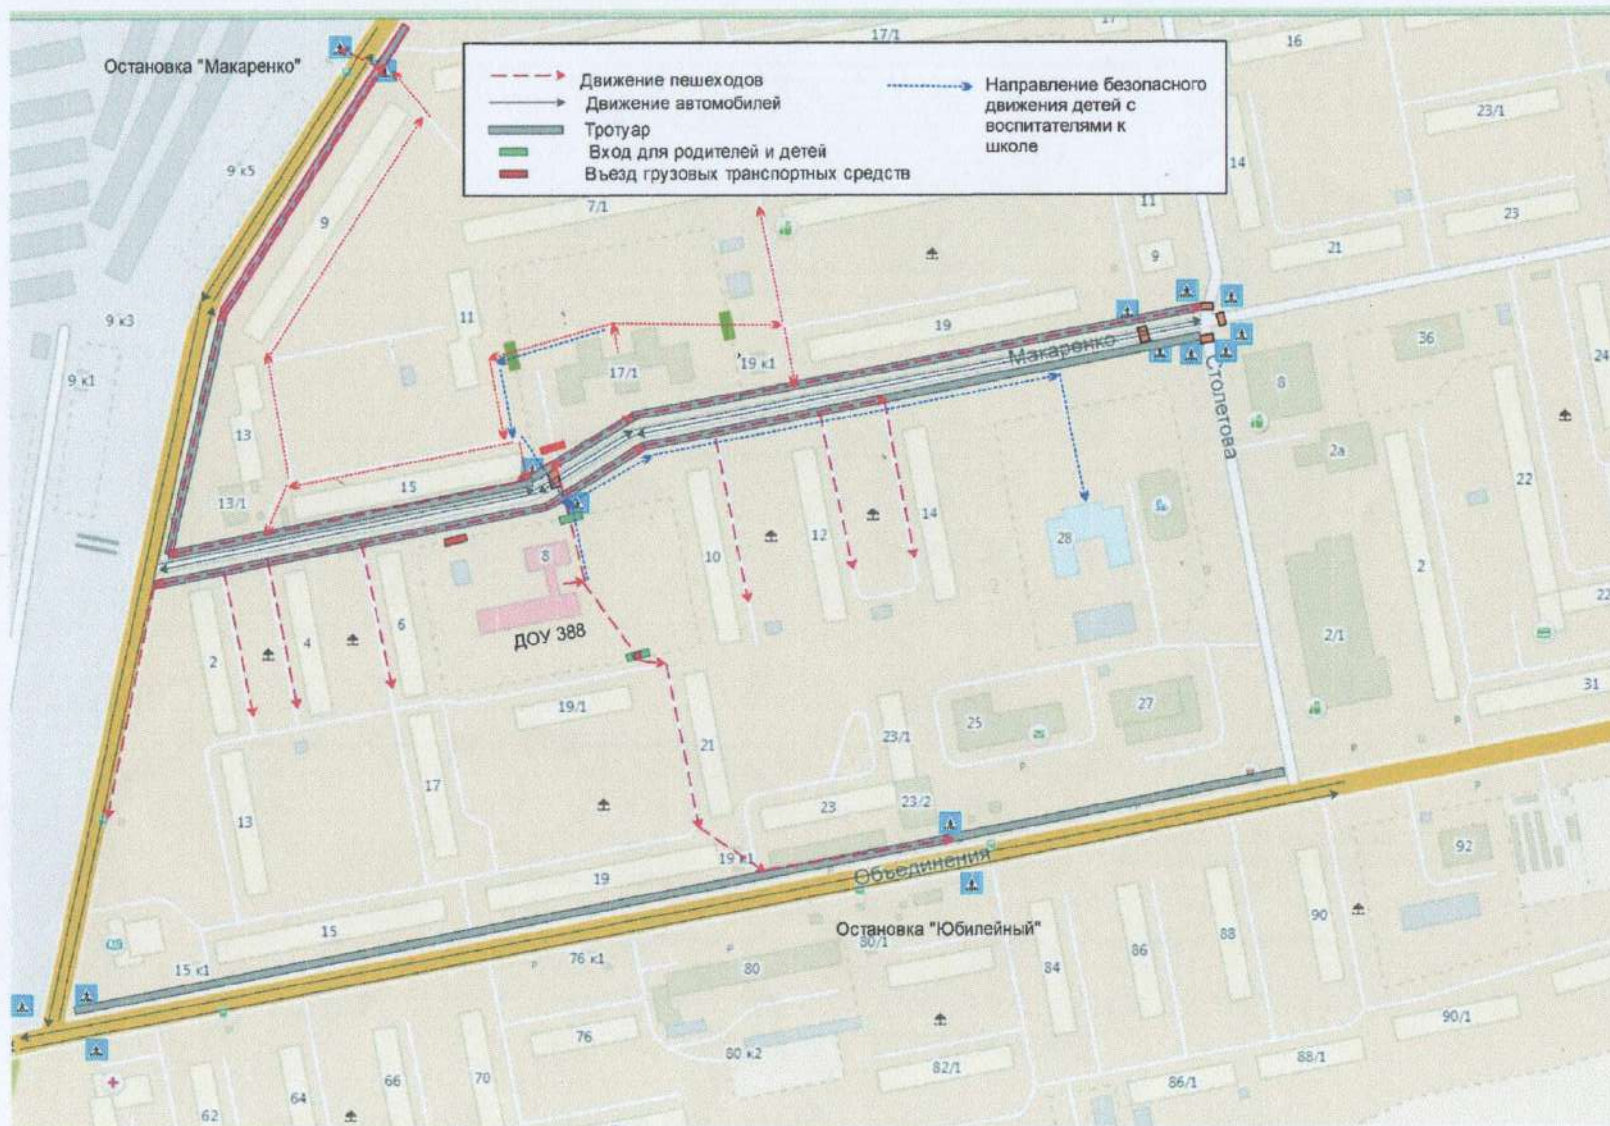 17/1
17
16
Остановка "Макаренко"
Движение пешеходов
Движение автомобилей
Тротуар
Вход для родителей и детей
Въезд грузовых транспортных средств
Направление безопасного
движения детей с
воспитателями к
школе
23/1
14
9 к5
9
7/1
11
23
21
9
9 к3
11
19
Макаренко
36
24
9 к1
17/1
19 к1
8
Столетова
13
2а
15
13/1
22
10
12
14
28
8
2
ДОУ 388
2
4
6
22
2/1
19/1
31
21
23/1
25
27
17
13
23
23/2
19 к1
19
Объединения
92
15
Остановка "Юбилейный"
80/1
90
88
86
84
15 к1
76 к1
80
76
80 к2
90/1
82/1
88/1
86/1
70
66
64
62